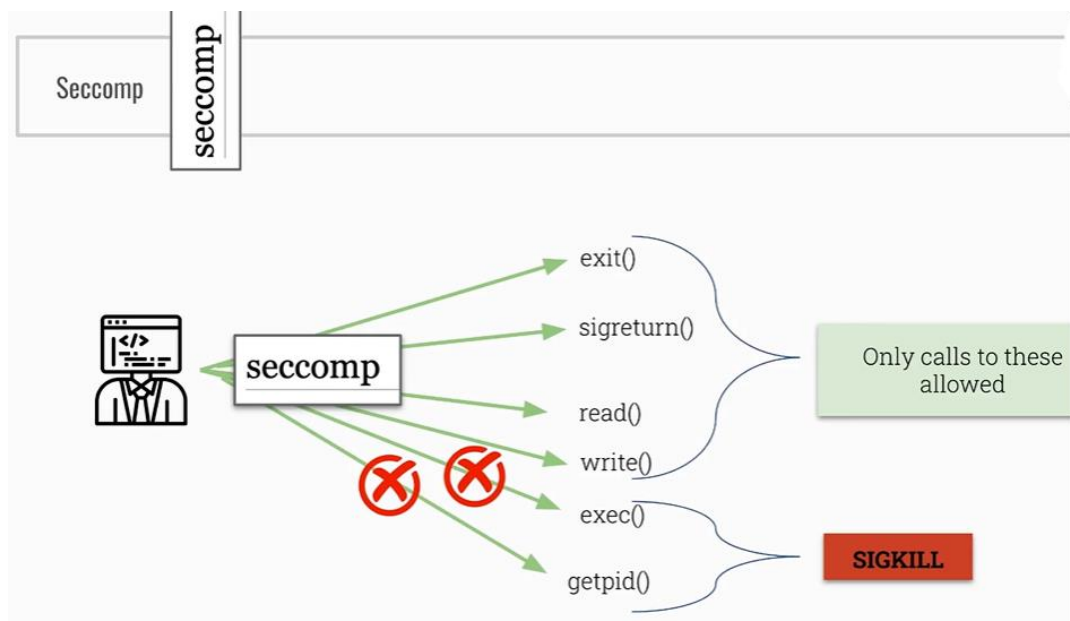 Seccomp
seccomp
exit()
sigreturn()
seccomp
Only calls to these
allowed
read()
write()
exec()
SIGKILL
getpid()
</>